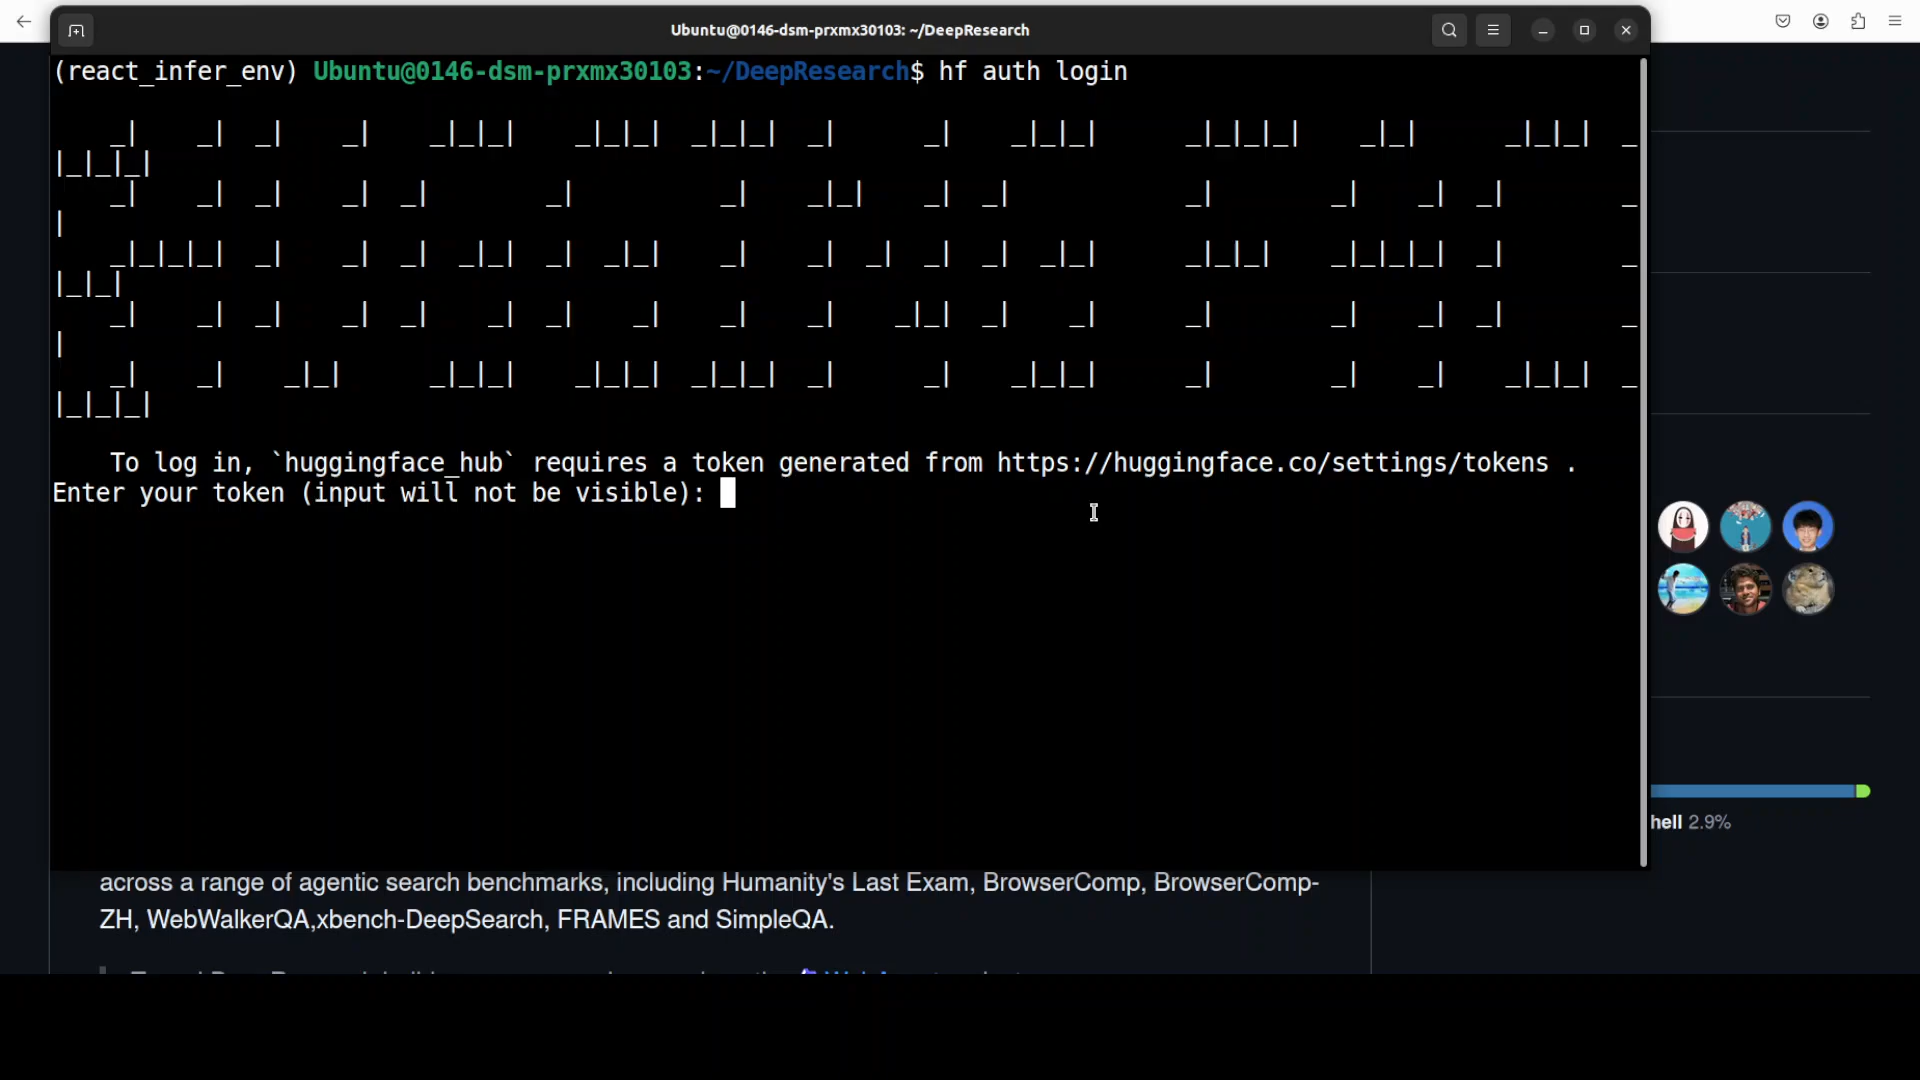 Ubuntu@0146-dsm-prxmx30103: ~/DeepResearch
(react_infer_env) Ubuntu@0146-dsm-prxmx30103:~/DeepResearch$ hf auth login
    _|    _|  _|    _|    _|_|_|    _|_|_|  _|_|_|  _|      _|    _|_|_|      _|_|_|_|    _|_|      _|_|_|  _
|_|_|_|
    _|    _|  _|    _|  _|        _|          _|    _|_|    _|  _|            _|        _|    _|  _|        _
|
    _|_|_|_|  _|    _|  _|  _|_|  _|  _|_|    _|    _|  _|  _|  _|  _|_|      _|_|_|    _|_|_|_|  _|        _
|_|_|
    _|    _|  _|    _|  _|    _|  _|    _|    _|    _|    _|_|  _|    _|      _|        _|    _|  _|        _
|
    _|    _|    _|_|      _|_|_|    _|_|_|  _|_|_|  _|      _|    _|_|_|      _|        _|    _|    _|_|_|  _
|_|_|_|
    To log in, `huggingface_hub` requires a token generated from https://huggingface.co/settings/tokens .
Enter your token (input will not be visible):
hell 2.9%
across a range of agentic search benchmarks, including Humanity's Last Exam, BrowserComp, BrowserComp-
ZH, WebWalkerQA,xbench-DeepSearch, FRAMES and SimpleQA.